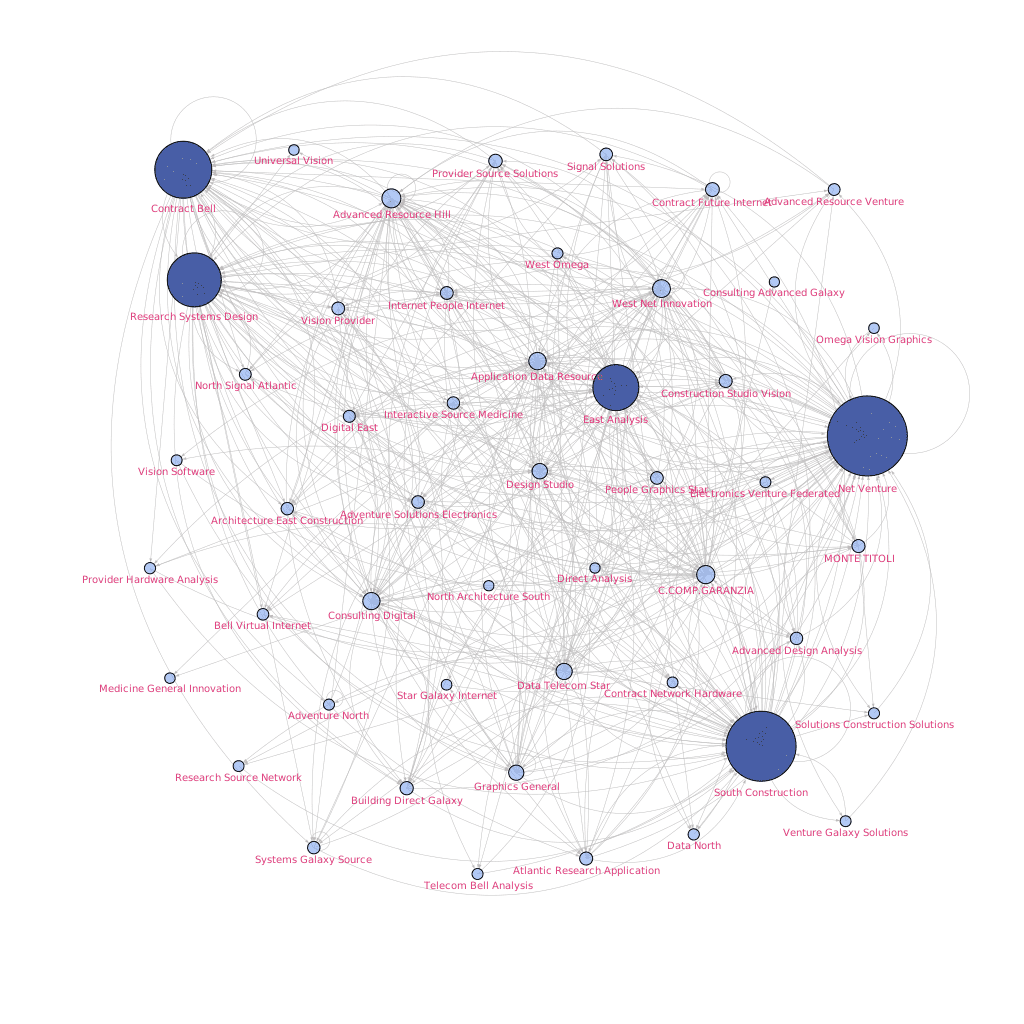 Universal Vision
Provider Source Solutions
Signal Solutions
Contract Bell
Advanced Resource Hill
Contract Future Internet
Advanced Resource Venture
West Omega
Consulting Advanced Galaxy
Research Systems Design
Internet People Internet
West Net Innovation
Vision Provider
Omega Vision Graphics
North Signal Atlantic
Application Data Resource
Construction Studio Vision
Interactive Source Medicine
East Analysis
Digital East
Vision Software
Design Studio
People Graphics Star
Electronics Venture Federated
Net Venture
Architecture East Construction
Adventure Solutions Electronics
MONTE TITOLI
Provider Hardware Analysis
Direct Analysis
C.COMP.GARANZIA
North Architecture South
Consulting Digital
Bell Virtual Internet
Advanced Design Analysis
Medicine General Innovation
Star Galaxy Internet
Data Telecom Star
Contract Network Hardware
Adventure North
Solutions Construction Solutions
Research Source Network
Building Direct Galaxy
Graphics General
South Construction
Venture Galaxy Solutions
Data North
Systems Galaxy Source
Atlantic Research Application
Telecom Bell Analysis